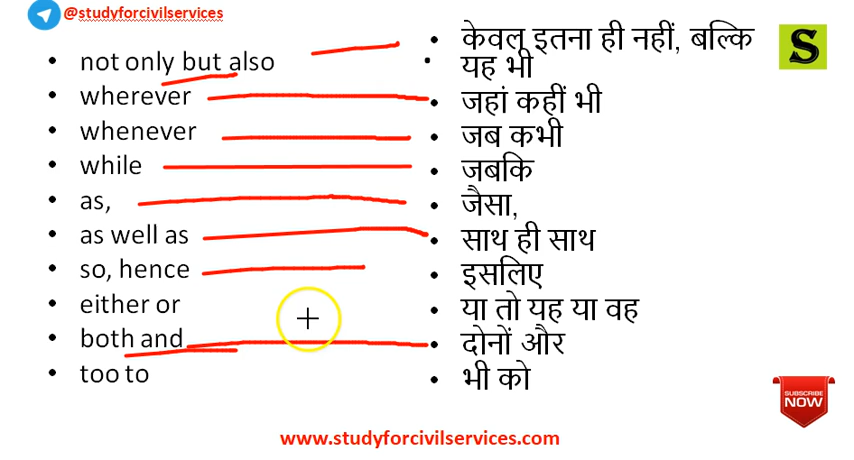 @studyforcivilservices
• not only but also
• wherever
• whenever
• while
• as,
• as well as
• so, hence
• either or
• both and
• too to
• केवल इतना ही नहीं, बल्कि
• यह भी
• जहां कहीं भी
• जब कभी
• जबकि
• जैसा,
• साथ ही साथ
• इसलिए
• या तो यह या वह
• दोनों और
• भी को
S
SUBSCRIBE
NOW
www.studyforcivilservices.com